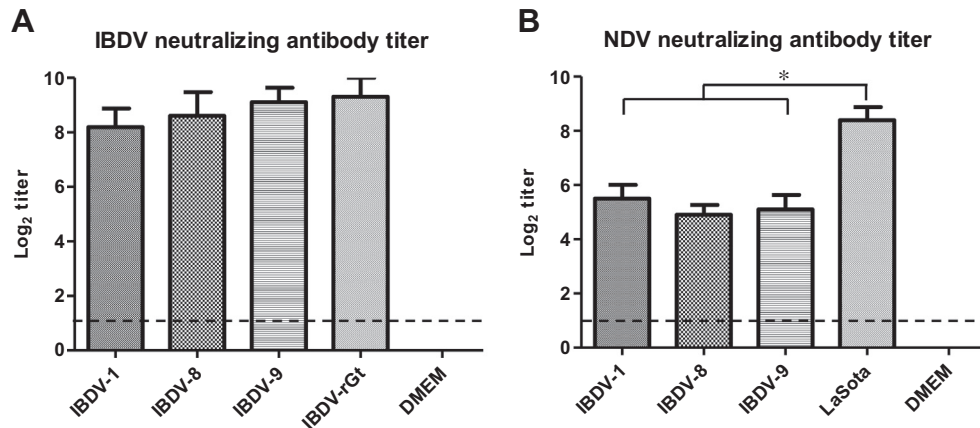 A
IBDV neutralizing antibody titer
Log₂ titer
10
8
6
4
2
0
IBDV-1
IBDV-8
IBDV-9
IBDV-rGt
DMEM
B
NDV neutralizing antibody titer
Log₂ titer
10
8
6
4
2
0
*
IBDV-1
IBDV-8
IBDV-9
LaSota
DMEM